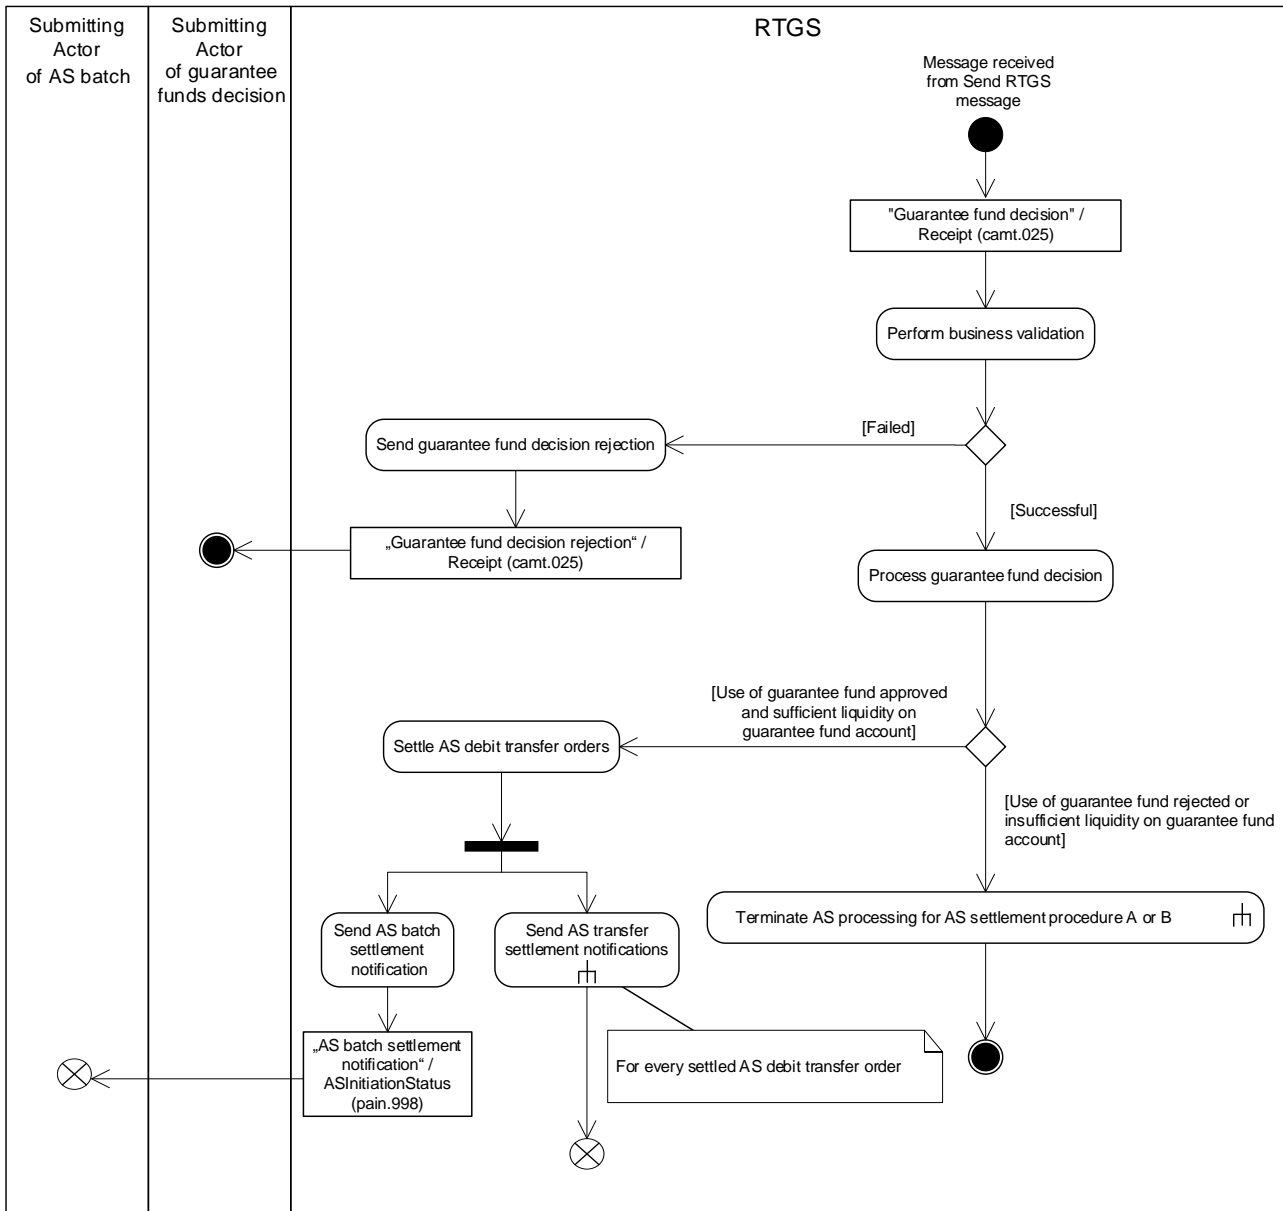 Submitting
Actor
of AS batch
Submitting
Actor
of guarantee
funds decision
RTGS
Message received
from Send RTGS
message
"Guarantee fund decision" /
Receipt (camt.025)
Perform business validation
[Failed]
Send guarantee fund decision rejection
[Successful]
„Guarantee fund decision rejection“ /
Receipt (camt.025)
Process guarantee fund decision
[Use of guarantee fund approved
and sufficient liquidity on
guarantee fund account]
Settle AS debit transfer orders
[Use of guarantee fund rejected or
insufficient liquidity on guarantee fund
account]
Terminate AS processing for AS settlement procedure A or B
Send AS batch
settlement
notification
Send AS transfer
settlement notifications
„AS batch settlement
notification“ /
ASInitiationStatus
(pain.998)
For every settled AS debit transfer order